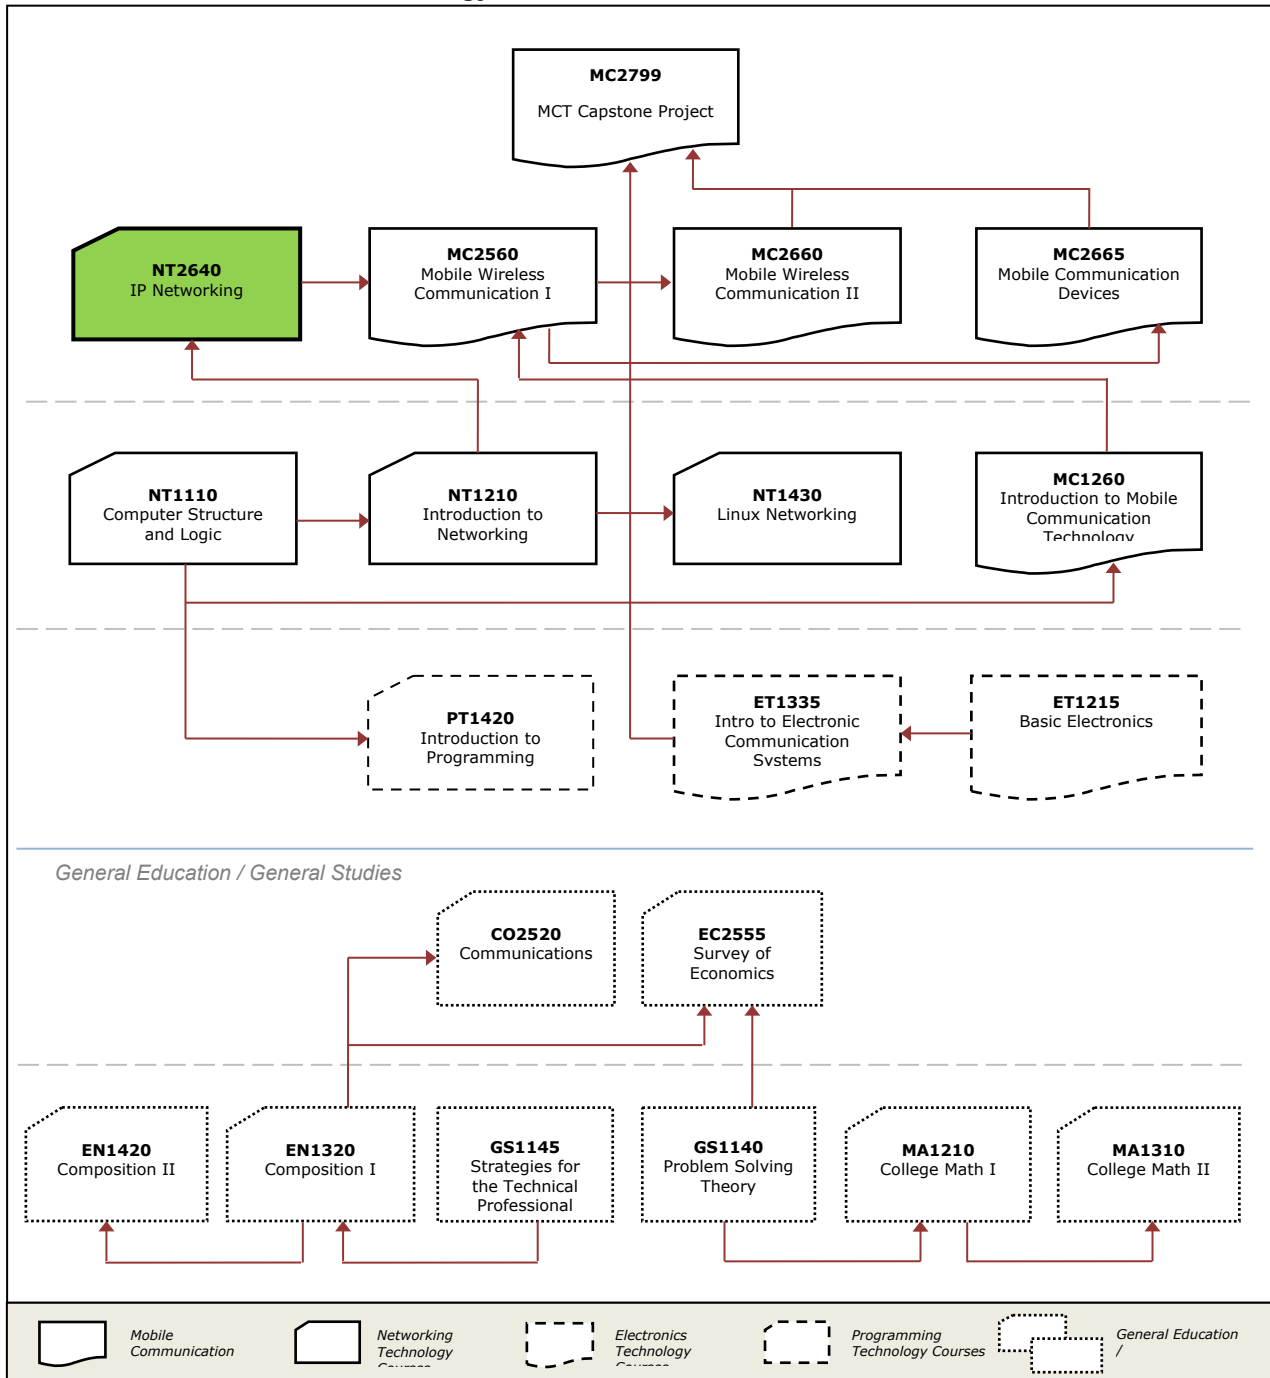 MC2799
MCT Capstone Project
NT2640
IP Networking
MC2560
Mobile Wireless
Communication I
MC2660
Mobile Wireless
Communication II
MC2665
Mobile Communication
Devices
NT1110
Computer Structure
and Logic
NT1210
Introduction to
Networking
NT1430
Linux Networking
MC1260
Introduction to Mobile
Communication
Technology
PT1420
Introduction to
Programming
ET1335
Intro to Electronic
Communication
Systems
ET1215
Basic Electronics
General Education / General Studies
CO2520
Communications
EC2555
Survey of
Economics
EN1420
Composition II
EN1320
Composition I
GS1145
Strategies for
the Technical
Professional
GS1140
Problem Solving
Theory
MA1210
College Math I
MA1310
College Math II
Mobile
Communication
Networking
Technology
Courses
Electronics
Technology
Courses
Programming
Technology Courses
General Education
/